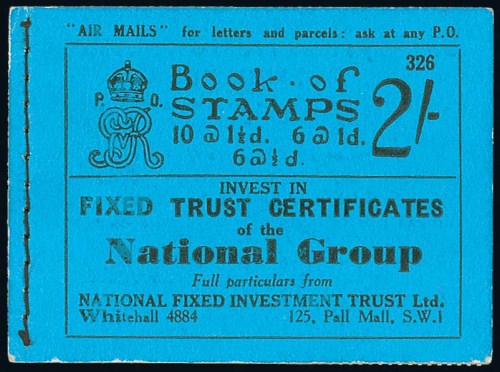 "AIR MAILS" for letters and parcels: ask at any P.O.
326
P. O.
GR
Book of
STAMPS
2/-
10 @ 1½d. 6 @ 1d.
6 @ ½d.
INVEST IN
FIXED TRUST CERTIFICATES
of the
National Group
Full particulars from
NATIONAL FIXED INVESTMENT TRUST Ltd.
Whitehall 4884 125, Pall Mall, S.W.1